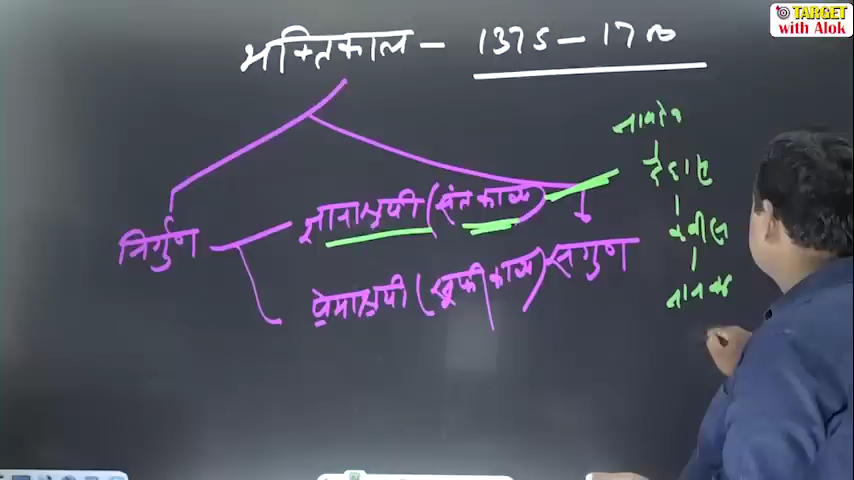 TARGET
with Alok
भक्तिकाल - 1375 - 1700
नामदेव
रैदास
कबीर
नानक
ज्ञानाश्रयी (संत काव्य)
निर्गुण
सगुण
प्रेमाश्रयी (सूफी काव्य)